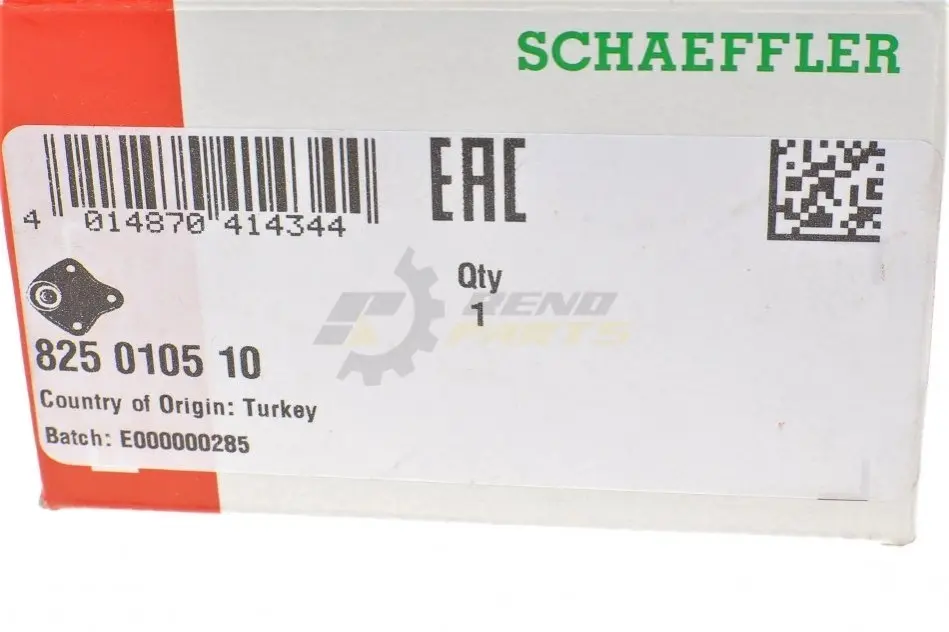 SCHAEFFLER
EAC
4 014870 414344
Qty
1
RENO
PARTS
825 0105 10
Country of Origin: Turkey
Batch: E000000285